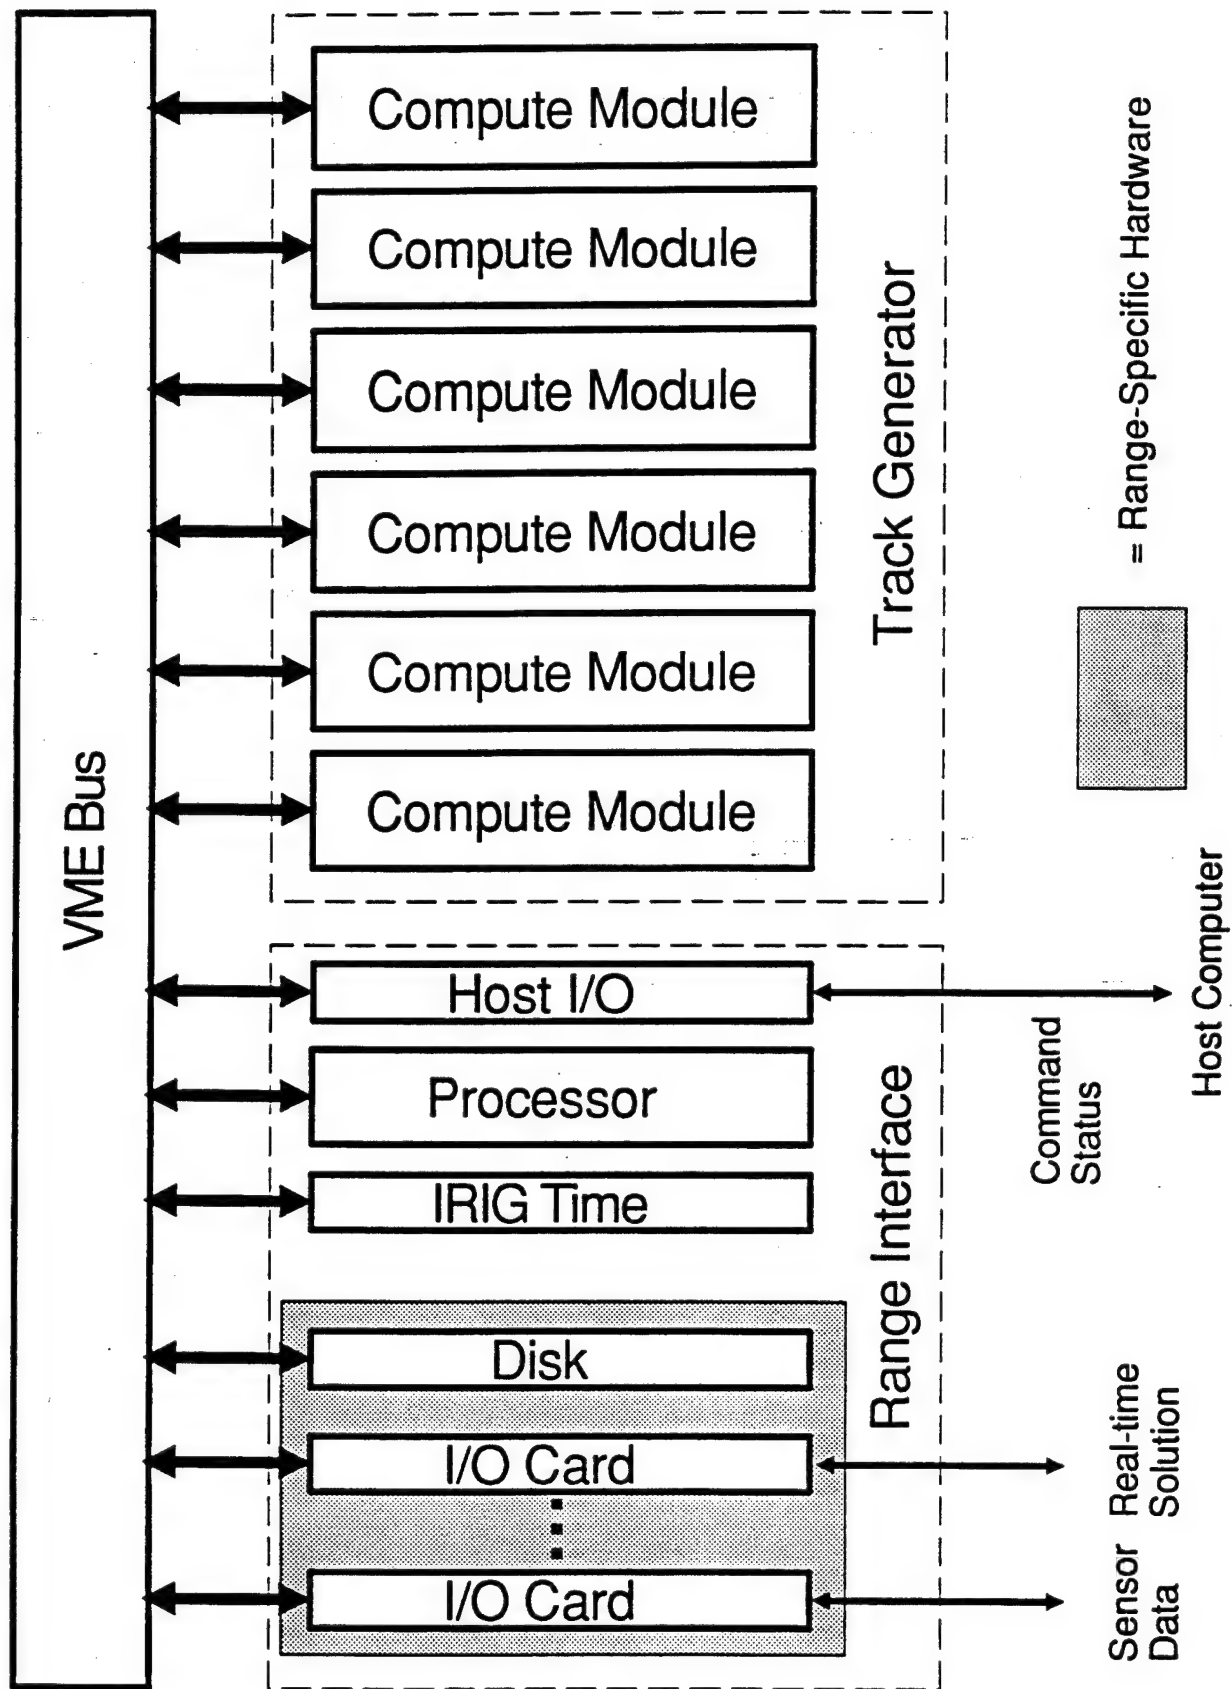 VME Bus
Compute Module
Compute Module
Compute Module
Compute Module
Compute Module
Compute Module
Track Generator
Host I/O
Processor
IRIG Time
Disk
I/O Card
I/O Card
Range Interface
Command
Status
Host Computer
Real-time
Solution
Sensor
Data
= Range-Specific Hardware